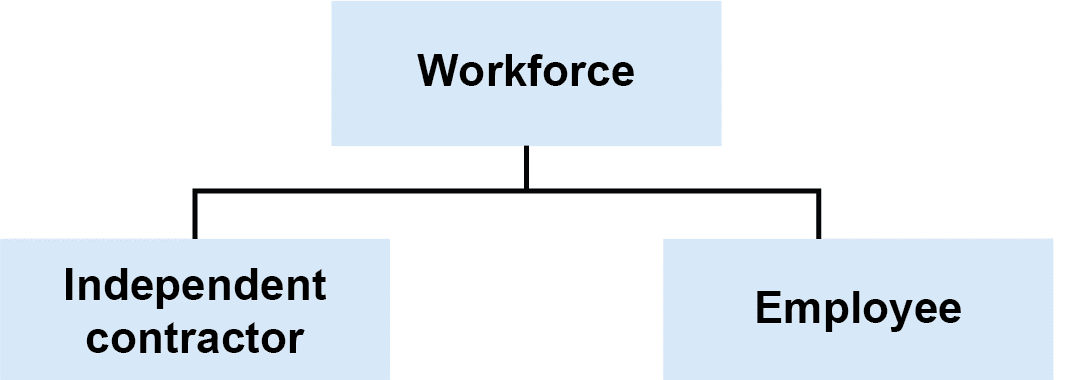 Workforce
Independent
contractor
Employee